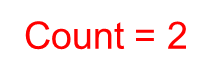 Count = 2